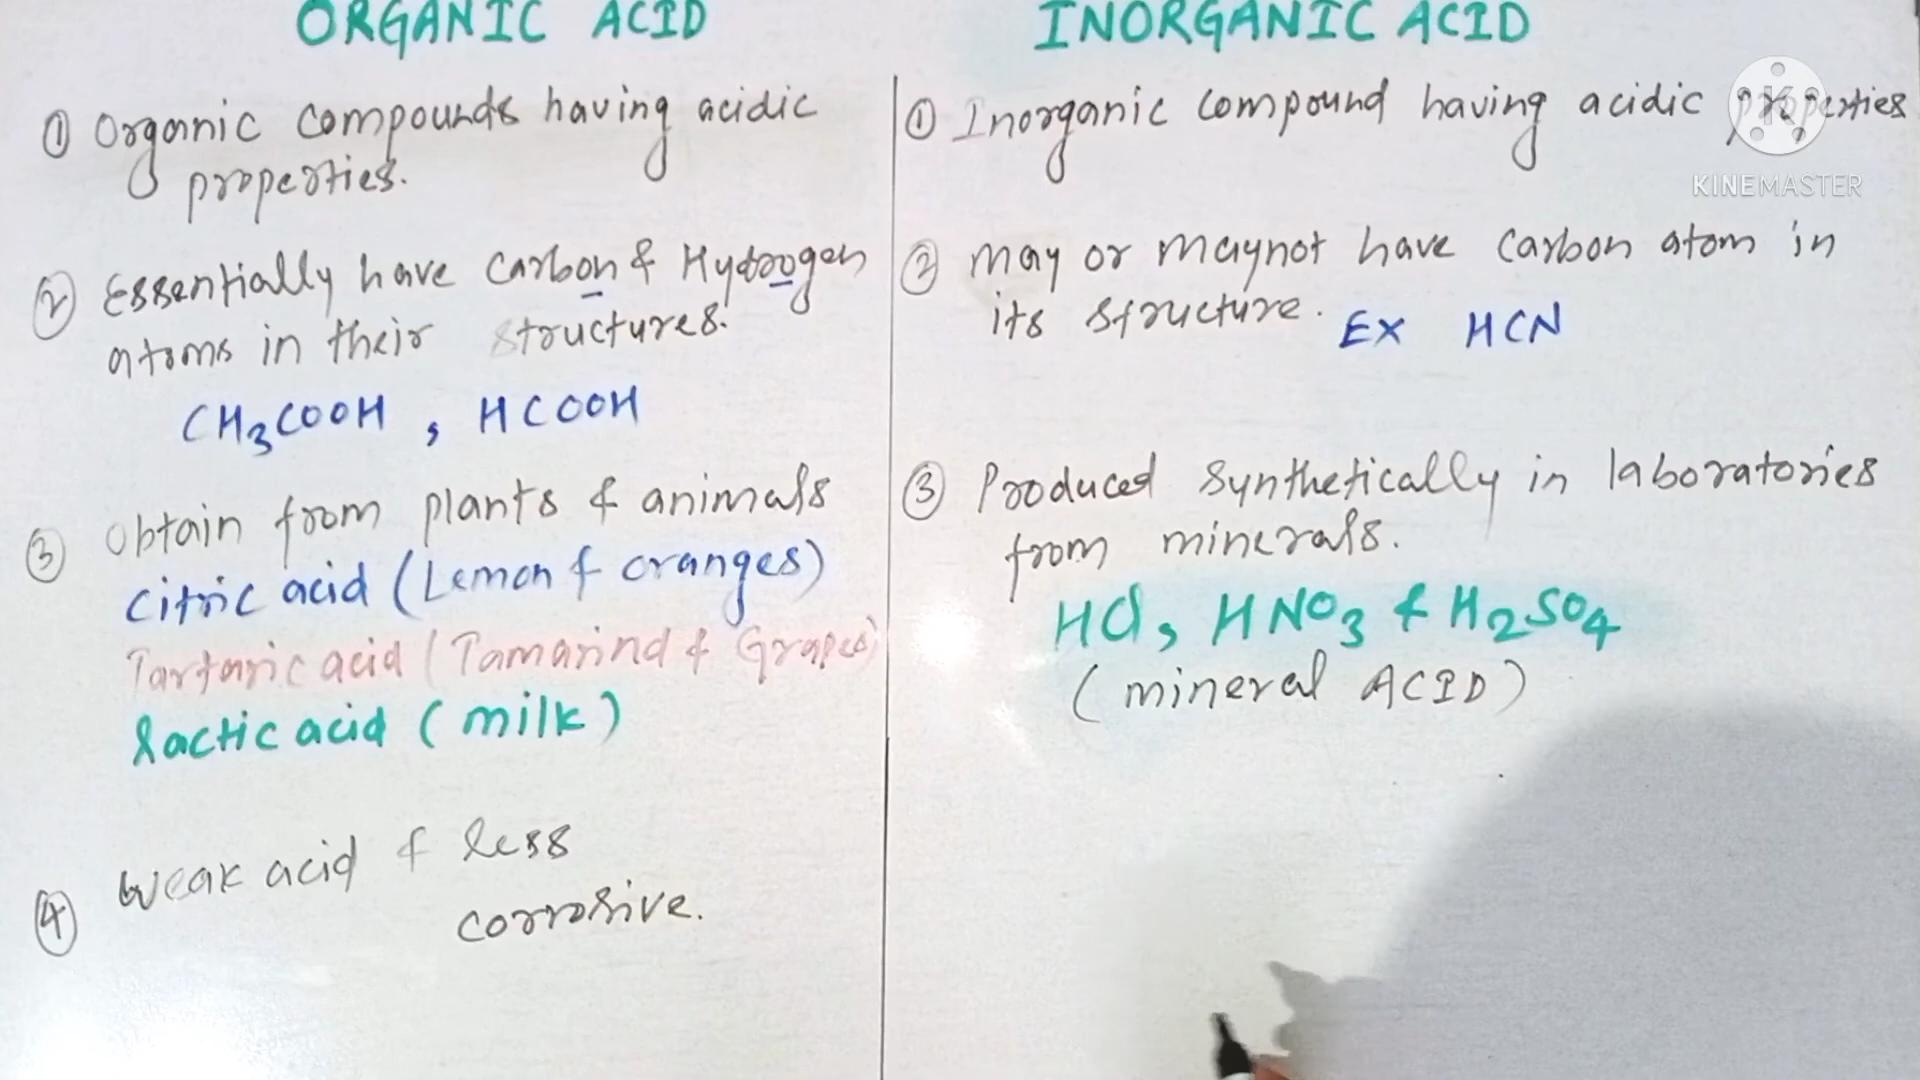 ORGANIC ACID
① Organic compounds having acidic
properties.
② Essentially have carbon & Hydrogen
atoms in their structures.
CH3COOH, HCOOH
③ Obtain from plants & animals
Citric acid (Lemon & oranges)
Tartaric acid (Tamarind & Grapes)
Lactic acid (milk)
④ Weak acid & less
corrosive.
INORGANIC ACID
① Inorganic compound having acidic properties
② May or maynot have carbon atom in
its structure. EX HCN
③ Produced synthetically in laboratories
from minerals.
HCl, HNO3 & H2SO4
(mineral ACID)
KINEMASTER